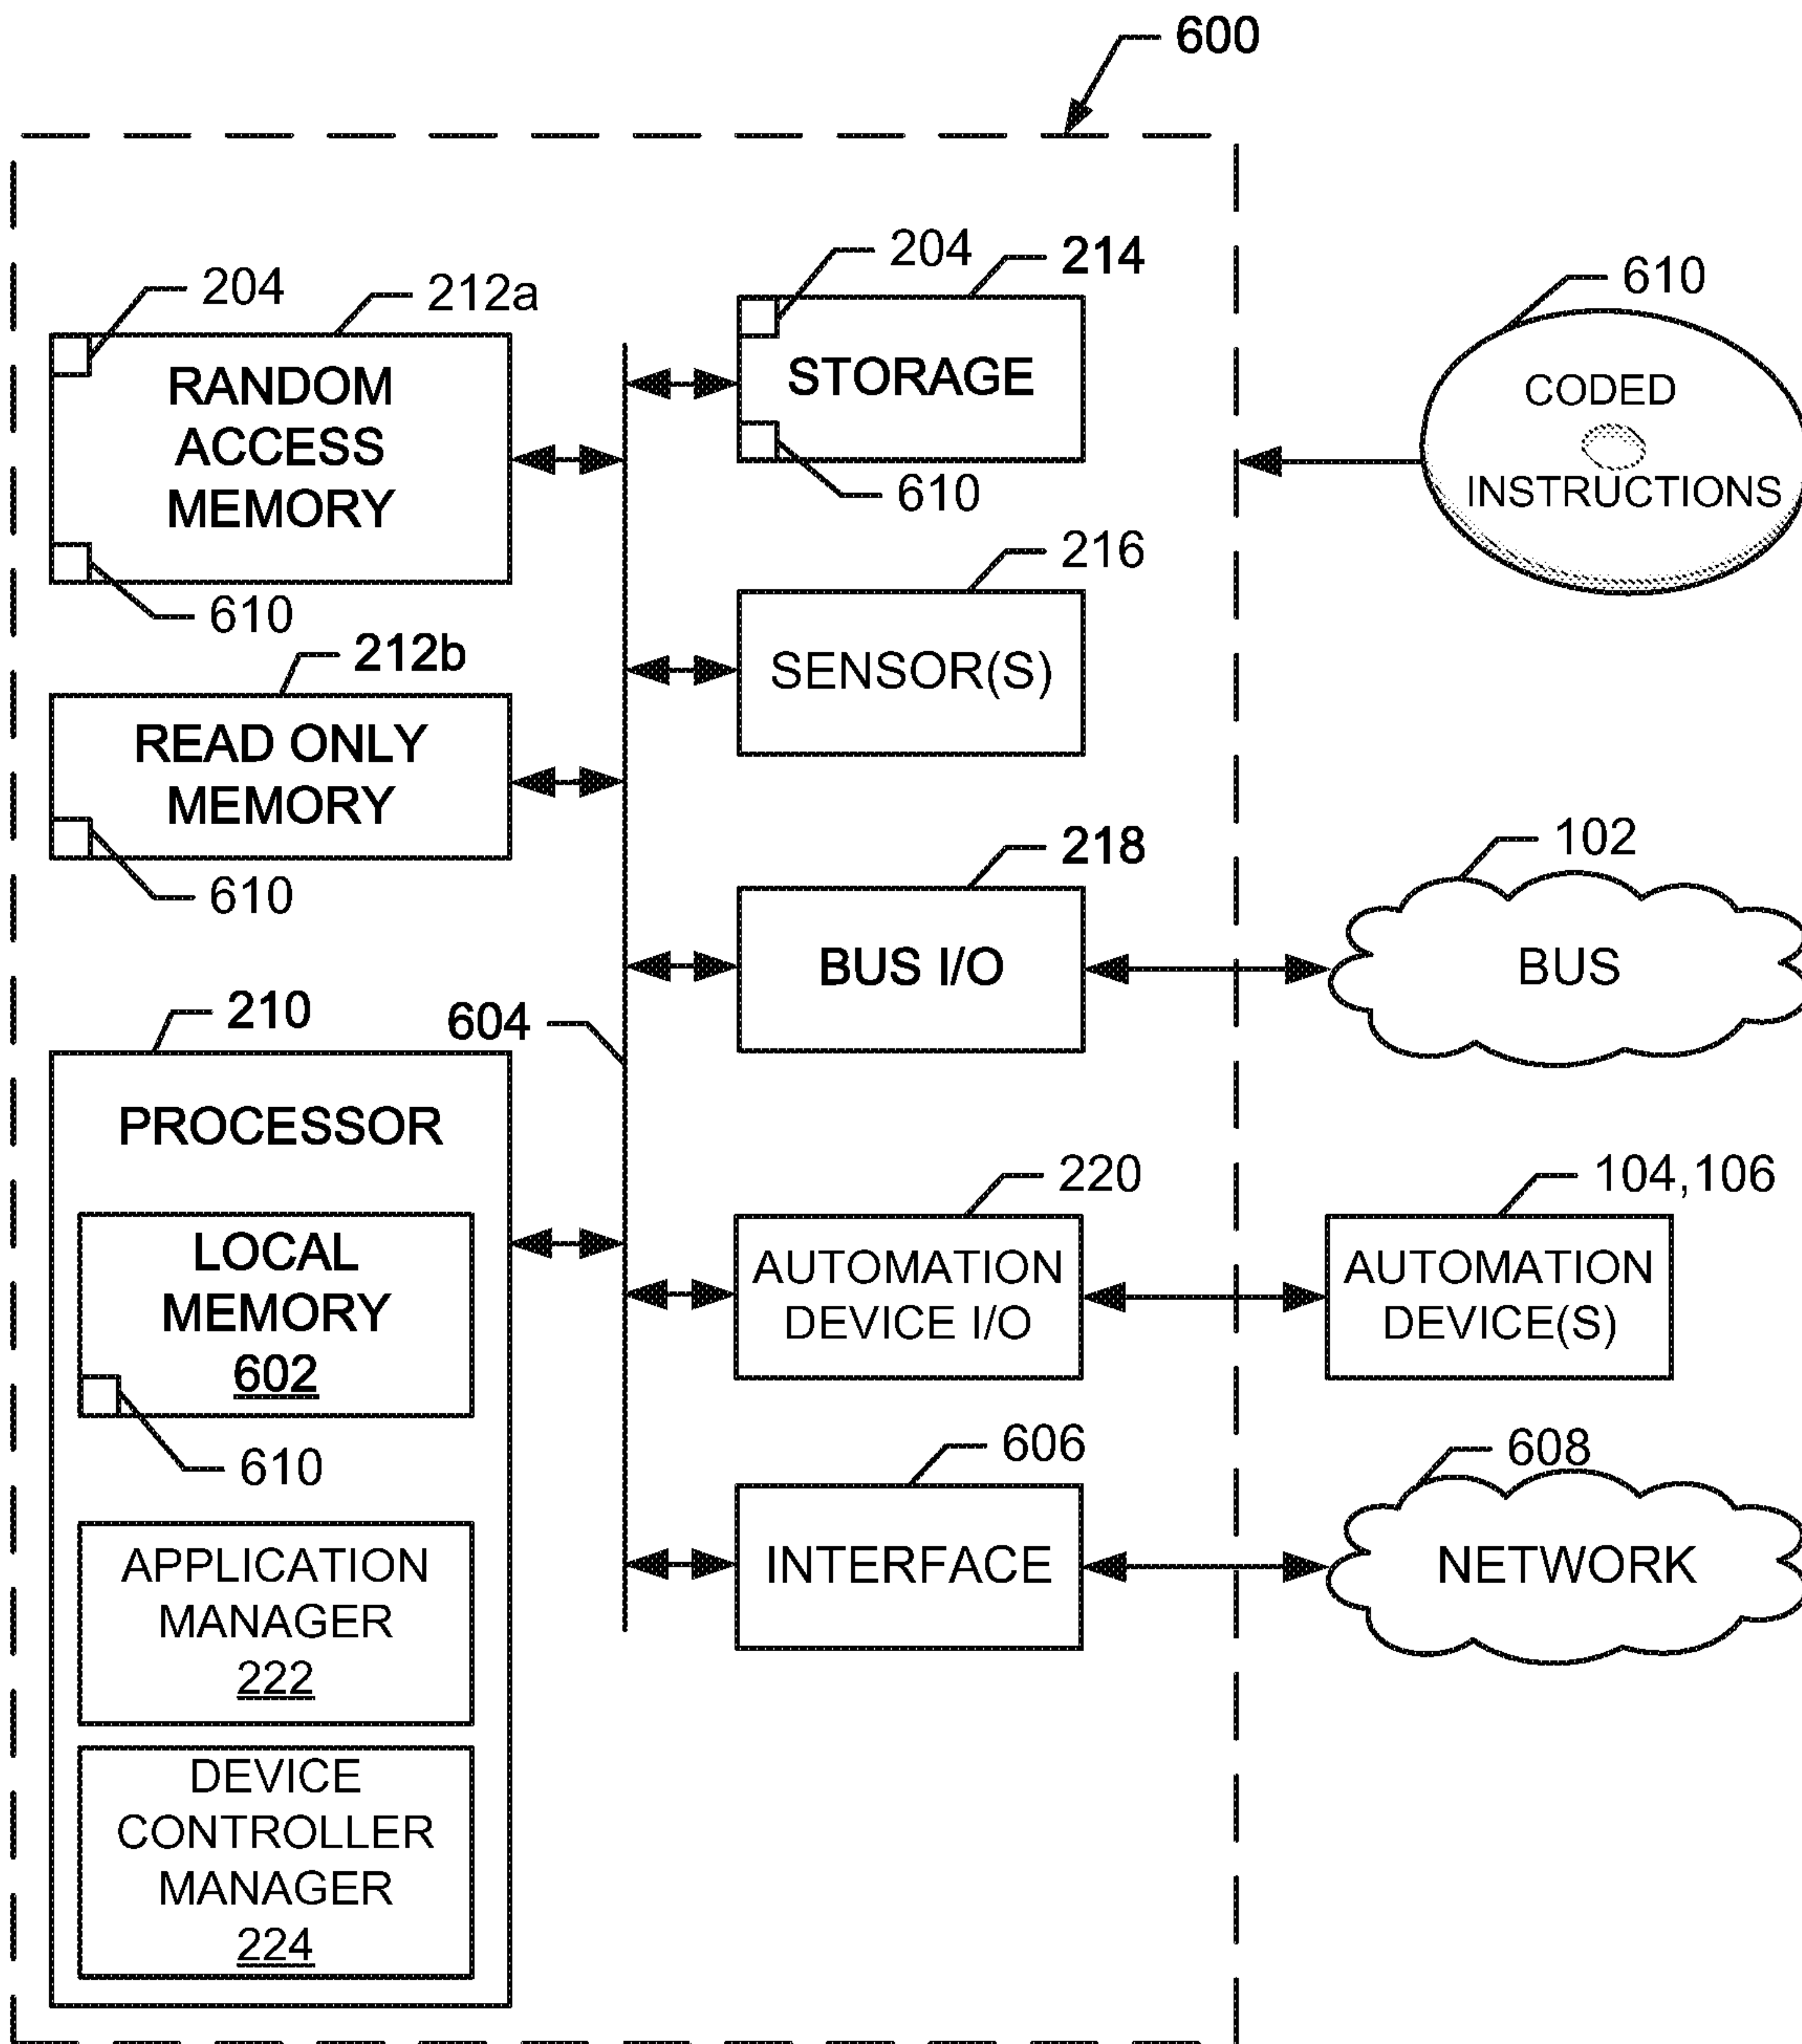 600
204
212a
RANDOM
ACCESS
MEMORY
610
212b
READ ONLY
MEMORY
610
210
PROCESSOR
LOCAL
MEMORY
602
610
APPLICATION
MANAGER
222
DEVICE
CONTROLLER
MANAGER
224
604
204
214
STORAGE
610
216
SENSOR(S)
218
BUS I/O
220
AUTOMATION
DEVICE I/O
606
INTERFACE
610
CODED
INSTRUCTIONS
102
BUS
104,106
AUTOMATION
DEVICE(S)
608
NETWORK